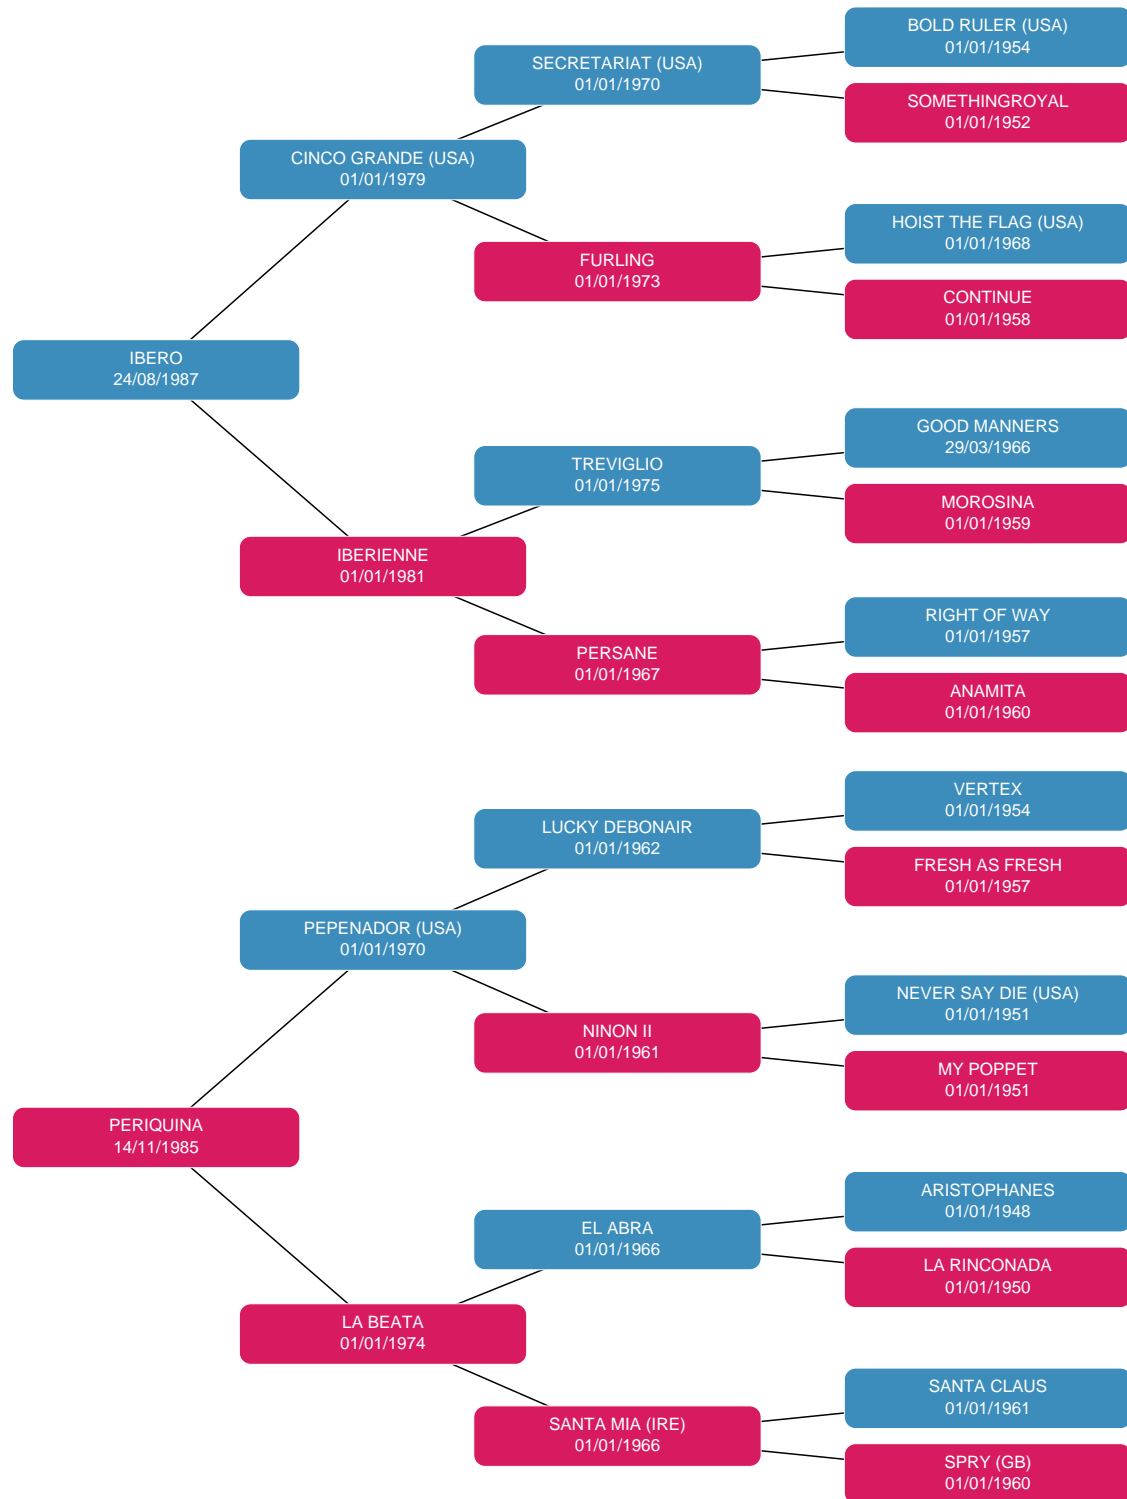 BOLD RULER (USA)
01/01/1954
SECRETARIAT (USA)
01/01/1970
SOMETHINGROYAL
01/01/1952
CINCO GRANDE (USA)
01/01/1979
HOIST THE FLAG (USA)
01/01/1968
FURLING
01/01/1973
CONTINUE
01/01/1958
IBERO
24/08/1987
GOOD MANNERS
29/03/1966
TREVIGLIO
01/01/1975
MOROSINA
01/01/1959
IBERIENNE
01/01/1981
RIGHT OF WAY
01/01/1957
PERSANE
01/01/1967
ANAMITA
01/01/1960
VERTEX
01/01/1954
LUCKY DEBONAIR
01/01/1962
FRESH AS FRESH
01/01/1957
PEPENADOR (USA)
01/01/1970
NEVER SAY DIE (USA)
01/01/1951
NINON II
01/01/1961
MY POPPET
01/01/1951
PERIQUINA
14/11/1985
ARISTOPHANES
01/01/1948
EL ABRA
01/01/1966
LA RINCONADA
01/01/1950
LA BEATA
01/01/1974
SANTA CLAUS
01/01/1961
SANTA MIA (IRE)
01/01/1966
SPRY (GB)
01/01/1960